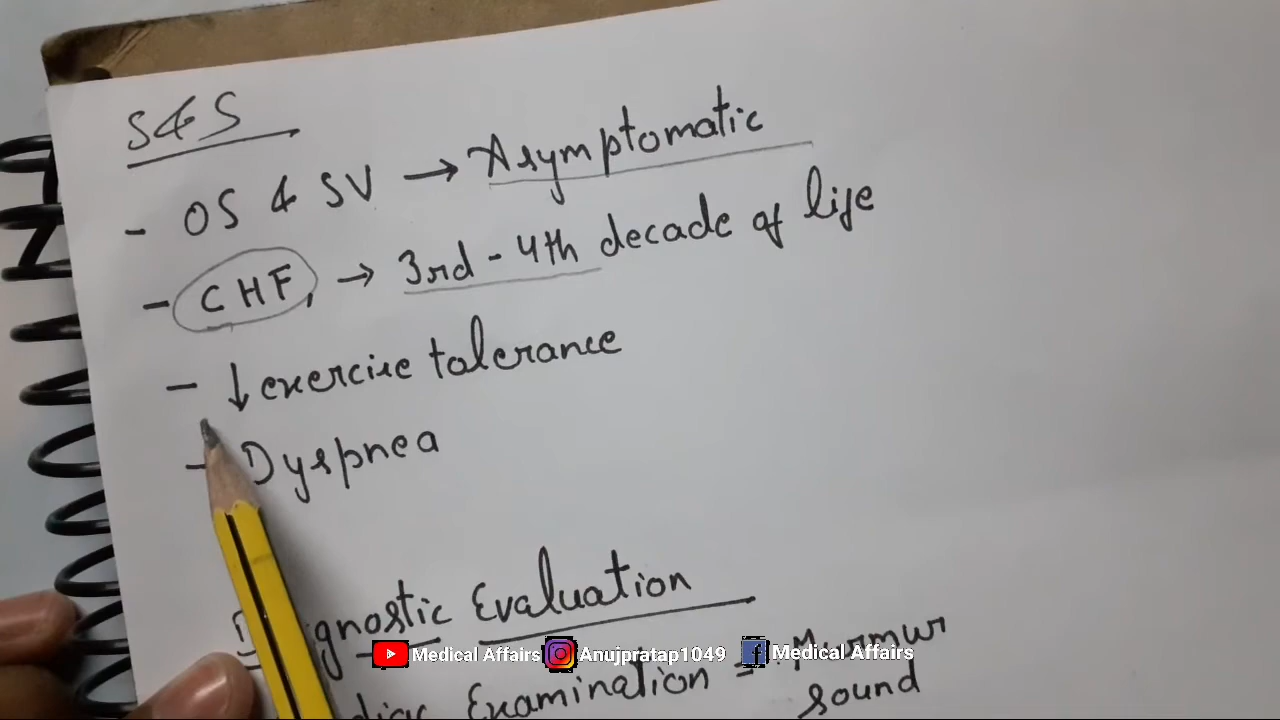 S & S
- OS & SV → Asymptomatic
- CHF, → 3rd - 4th decade of life
- ↓ exercise tolerance
- Dyspnea
Diagnostic Evaluation
Examination = Murmur
sound
Medical Affairs Anujpratap1049 Medical Affairs